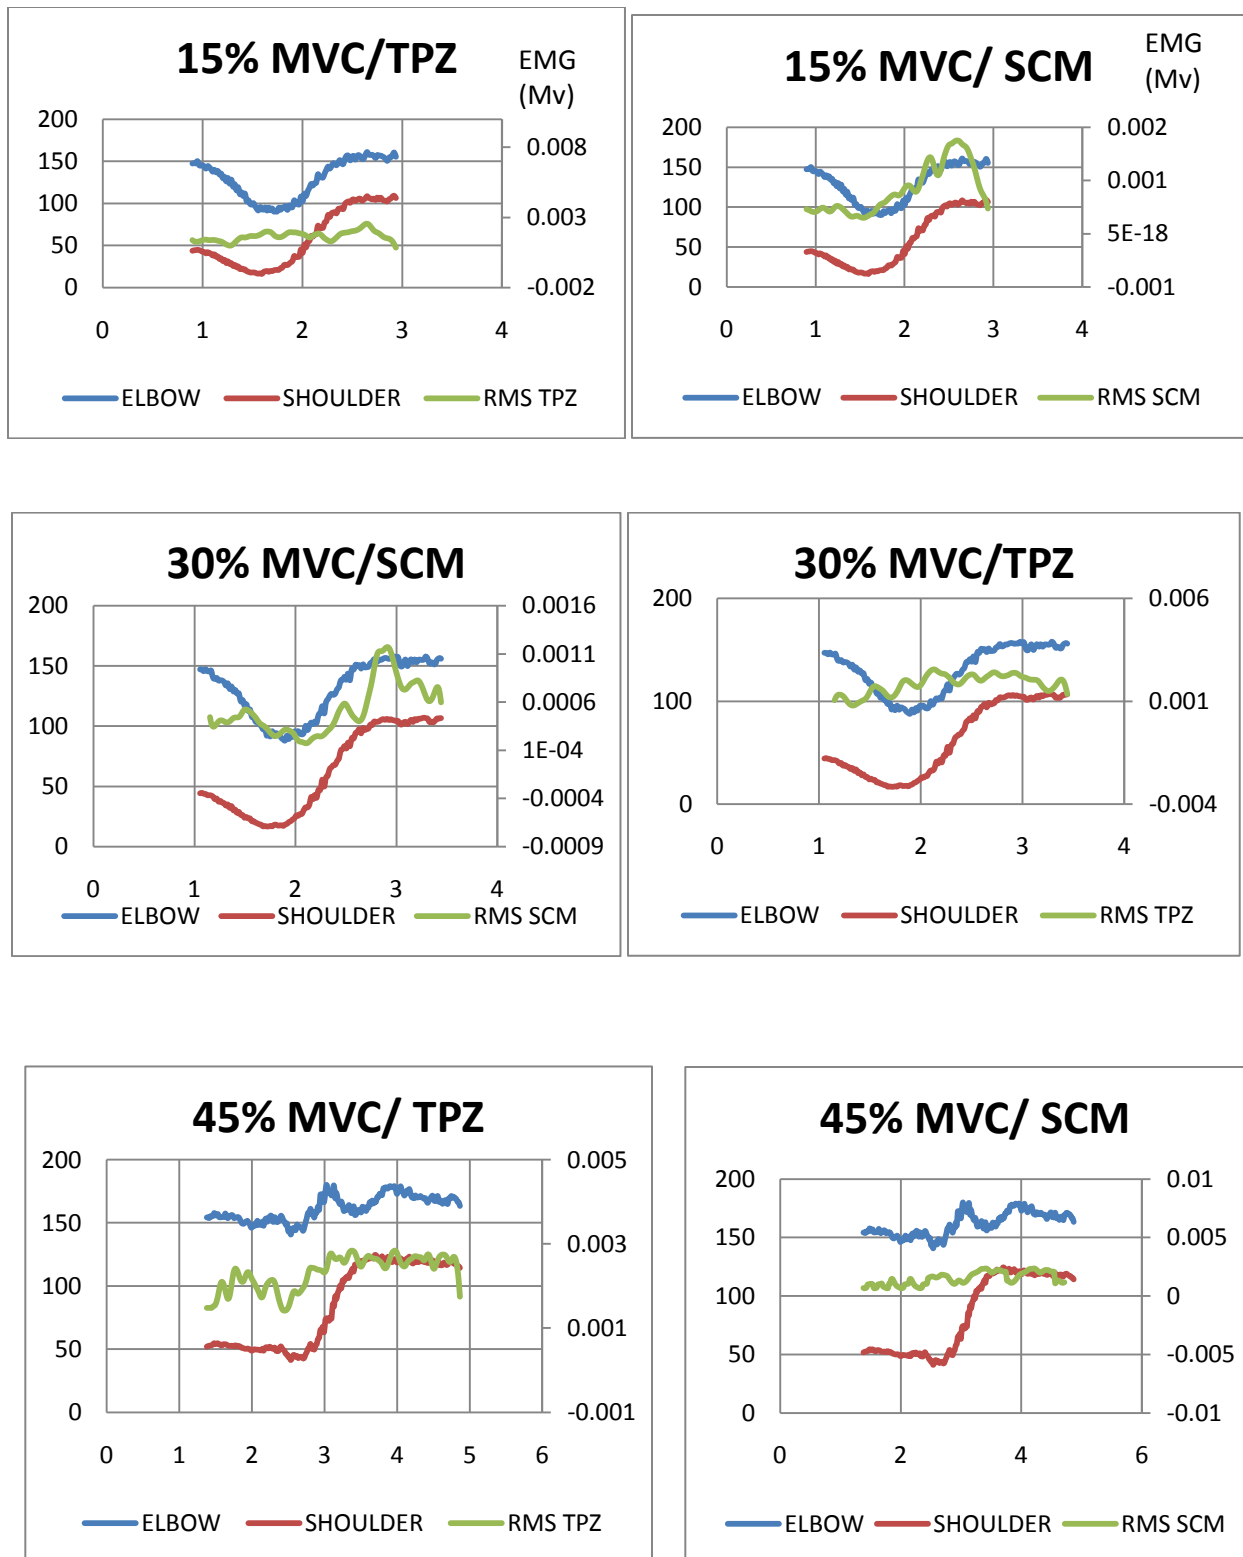 15% MVC/TPZ
EMG
(Mv)
200
150
100
50
0
0.008
0.003
-0.002
0 1 2 3 4
ELBOW SHOULDER RMS TPZ
15% MVC/ SCM
EMG
(Mv)
200
150
100
50
0
0.002
0.001
5E-18
-0.001
0 1 2 3 4
ELBOW SHOULDER RMS SCM
30% MVC/SCM
200
150
100
50
0
0.0016
0.0011
0.0006
1E-04
-0.0004
-0.0009
0 1 2 3 4
ELBOW SHOULDER RMS SCM
30% MVC/TPZ
200
100
0
0.006
0.001
-0.004
0 1 2 3 4
ELBOW SHOULDER RMS TPZ
45% MVC/ TPZ
200
150
100
50
0
0.005
0.003
0.001
-0.001
0 1 2 3 4 5 6
ELBOW SHOULDER RMS TPZ
45% MVC/ SCM
200
150
100
50
0
0.01
0.005
0
-0.005
-0.01
0 2 4 6
ELBOW SHOULDER RMS SCM